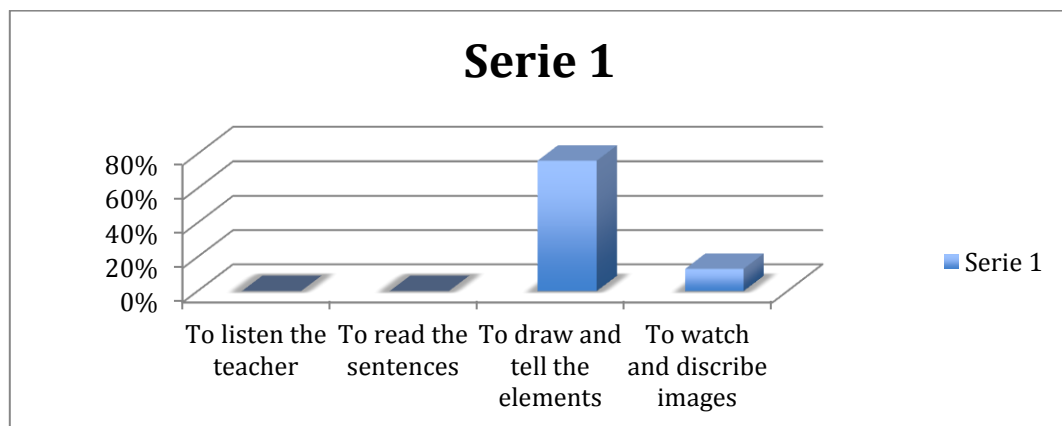 Serie 1
80%
60%
40%
20%
0%
To listen the
teacher
To read the
sentences
To draw and
tell the
elements
To watch
and discribe
images
Serie 1